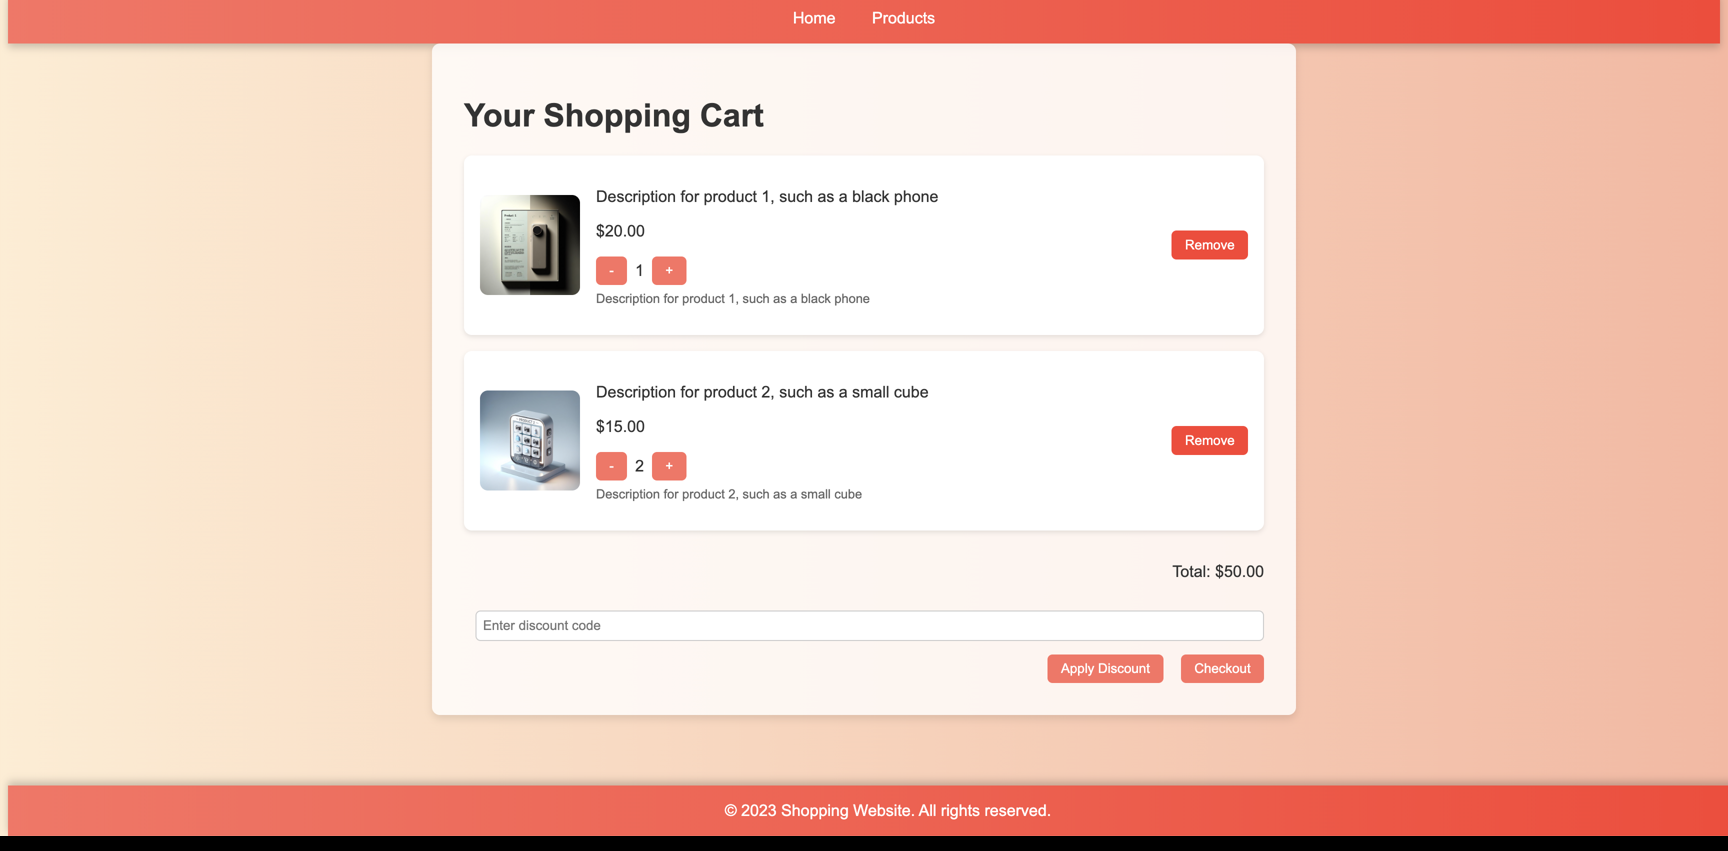 Home Products
Your Shopping Cart
Description for product 1, such as a black phone
$20.00
Remove
- 1 +
Description for product 1, such as a black phone
Description for product 2, such as a small cube
$15.00
Remove
- 2 +
Description for product 2, such as a small cube
Total: $50.00
Enter discount code
Apply Discount Checkout
© 2023 Shopping Website. All rights reserved.